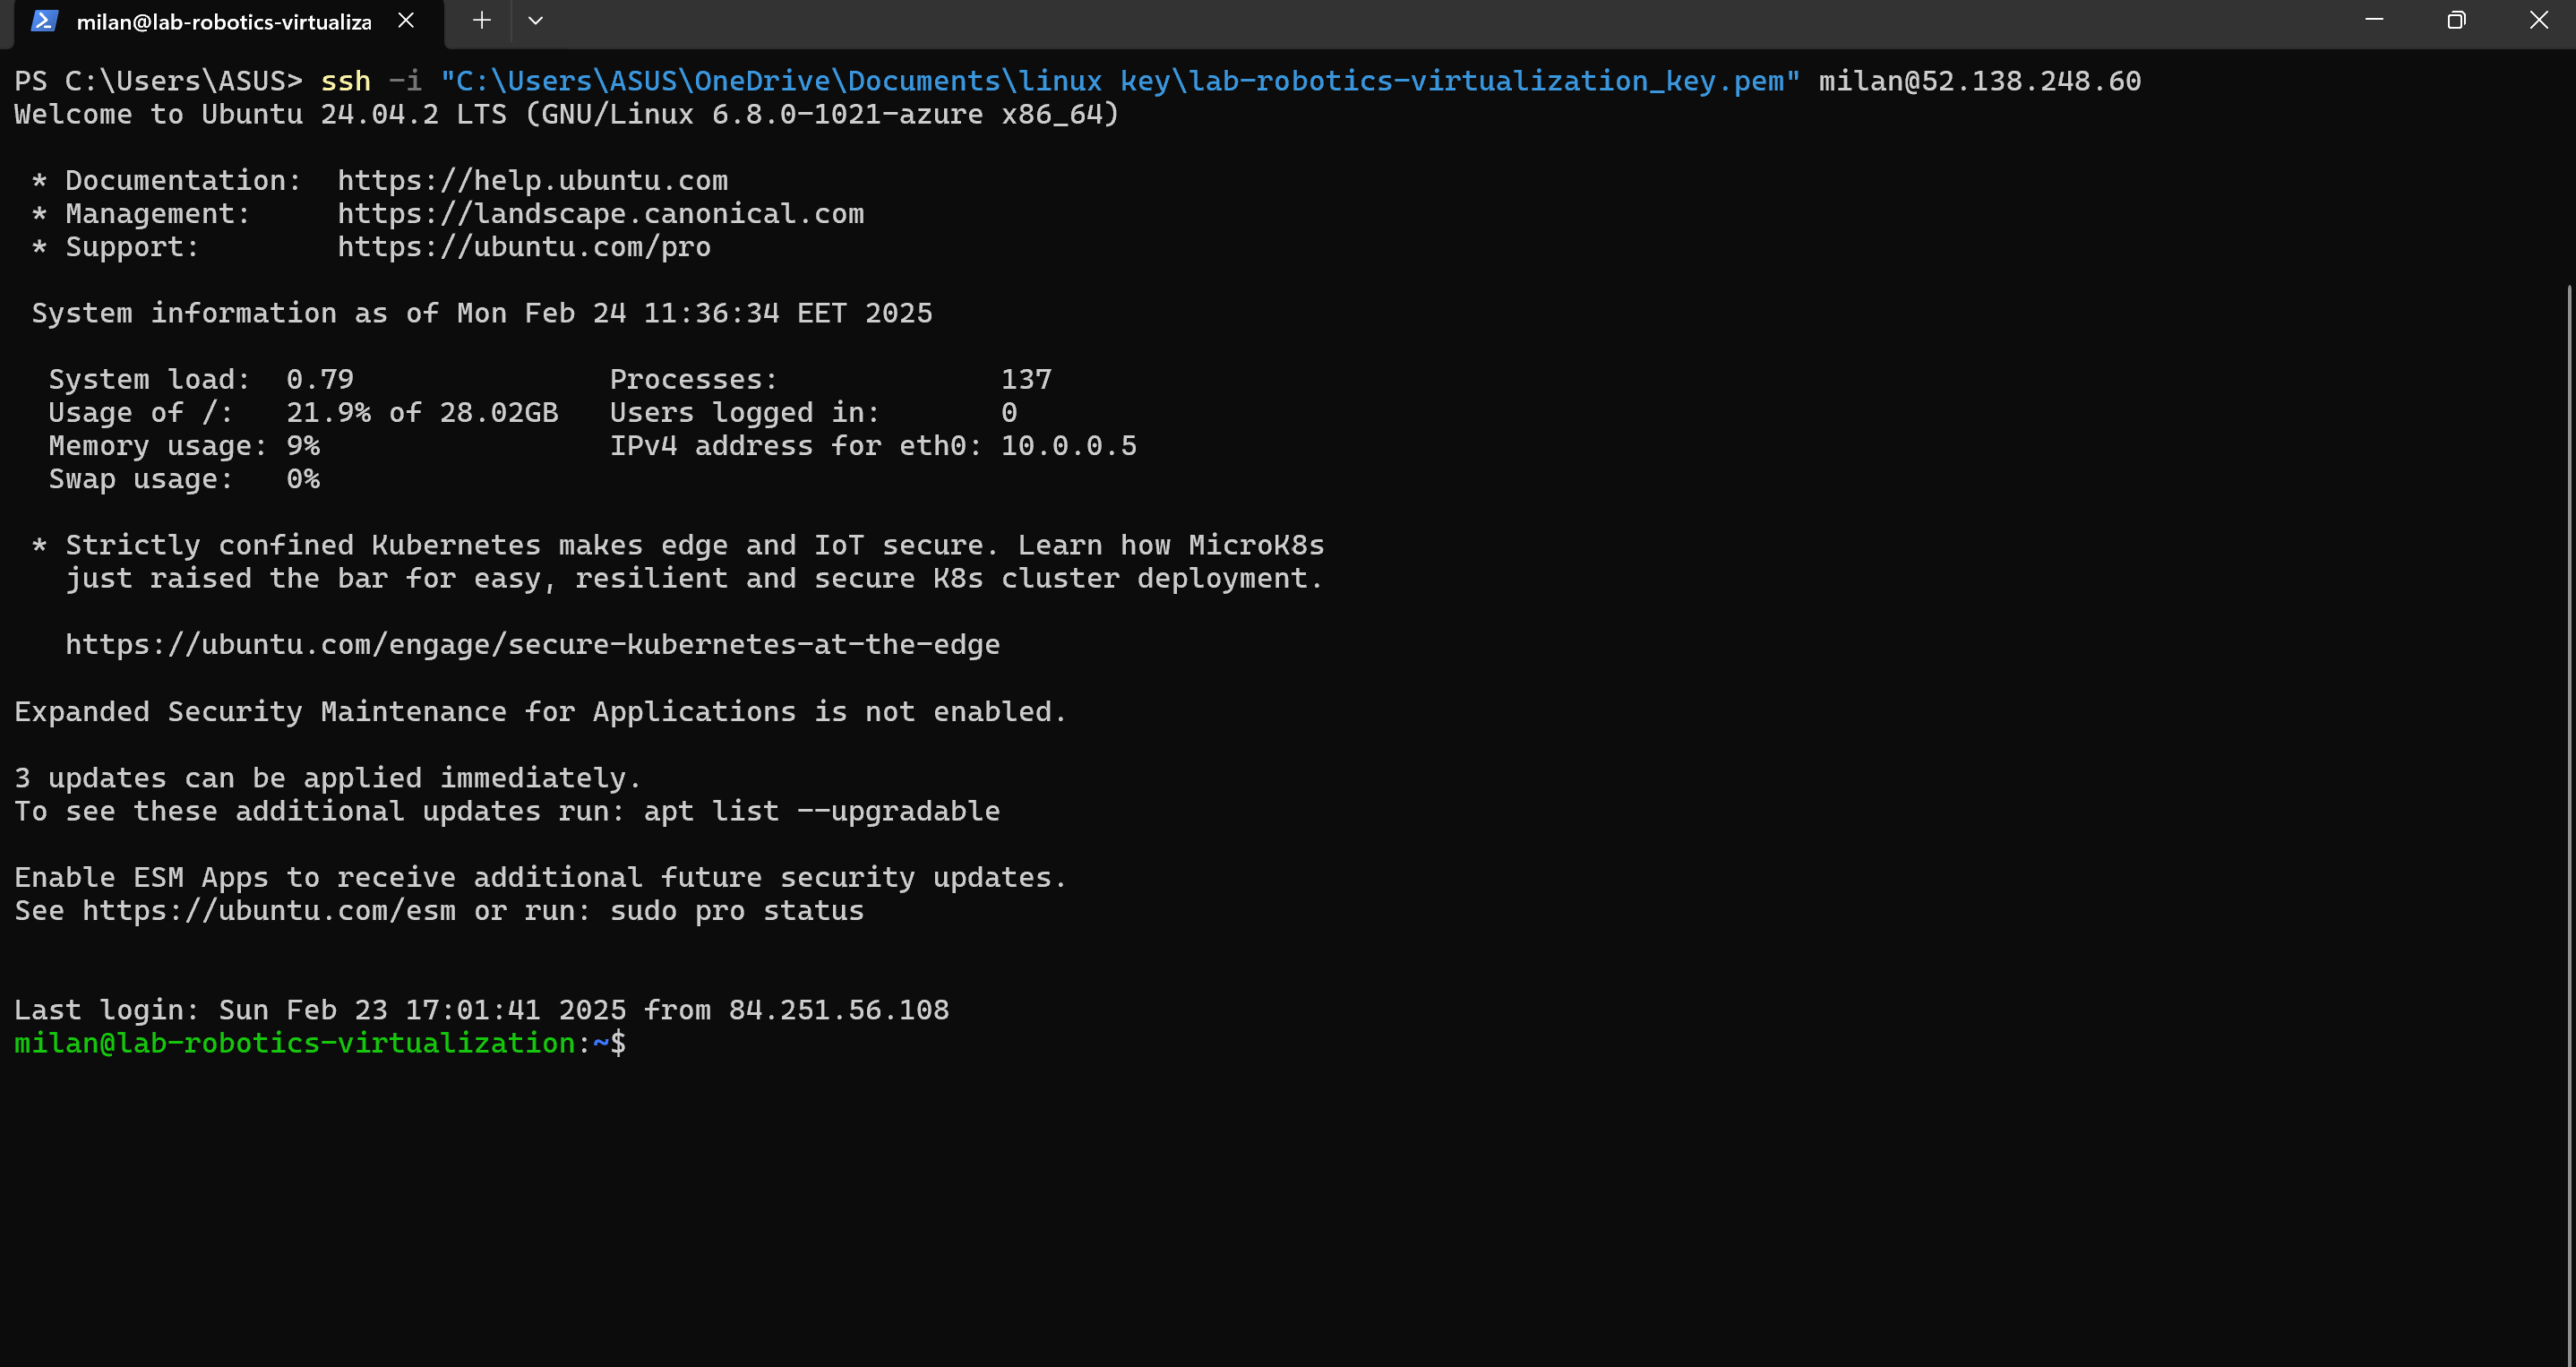 milan@lab-robotics-virtualiza
PS C:\Users\ASUS> ssh -i "C:\Users\ASUS\OneDrive\Documents\linux key\lab-robotics-virtualization_key.pem" milan@52.138.248.60
Welcome to Ubuntu 24.04.2 LTS (GNU/Linux 6.8.0-1021-azure x86_64)
* Documentation: https://help.ubuntu.com
* Management: https://landscape.canonical.com
* Support: https://ubuntu.com/pro
System information as of Mon Feb 24 11:36:34 EET 2025
System load: 0.79 Processes: 137
Usage of /: 21.9% of 28.02GB Users logged in: 0
Memory usage: 9% IPv4 address for eth0: 10.0.0.5
Swap usage: 0%
* Strictly confined Kubernetes makes edge and IoT secure. Learn how MicroK8s
just raised the bar for easy, resilient and secure K8s cluster deployment.
https://ubuntu.com/engage/secure-kubernetes-at-the-edge
Expanded Security Maintenance for Applications is not enabled.
3 updates can be applied immediately.
To see these additional updates run: apt list --upgradable
Enable ESM Apps to receive additional future security updates.
See https://ubuntu.com/esm or run: sudo pro status
Last login: Sun Feb 23 17:01:41 2025 from 84.251.56.108
milan@lab-robotics-virtualization:~$